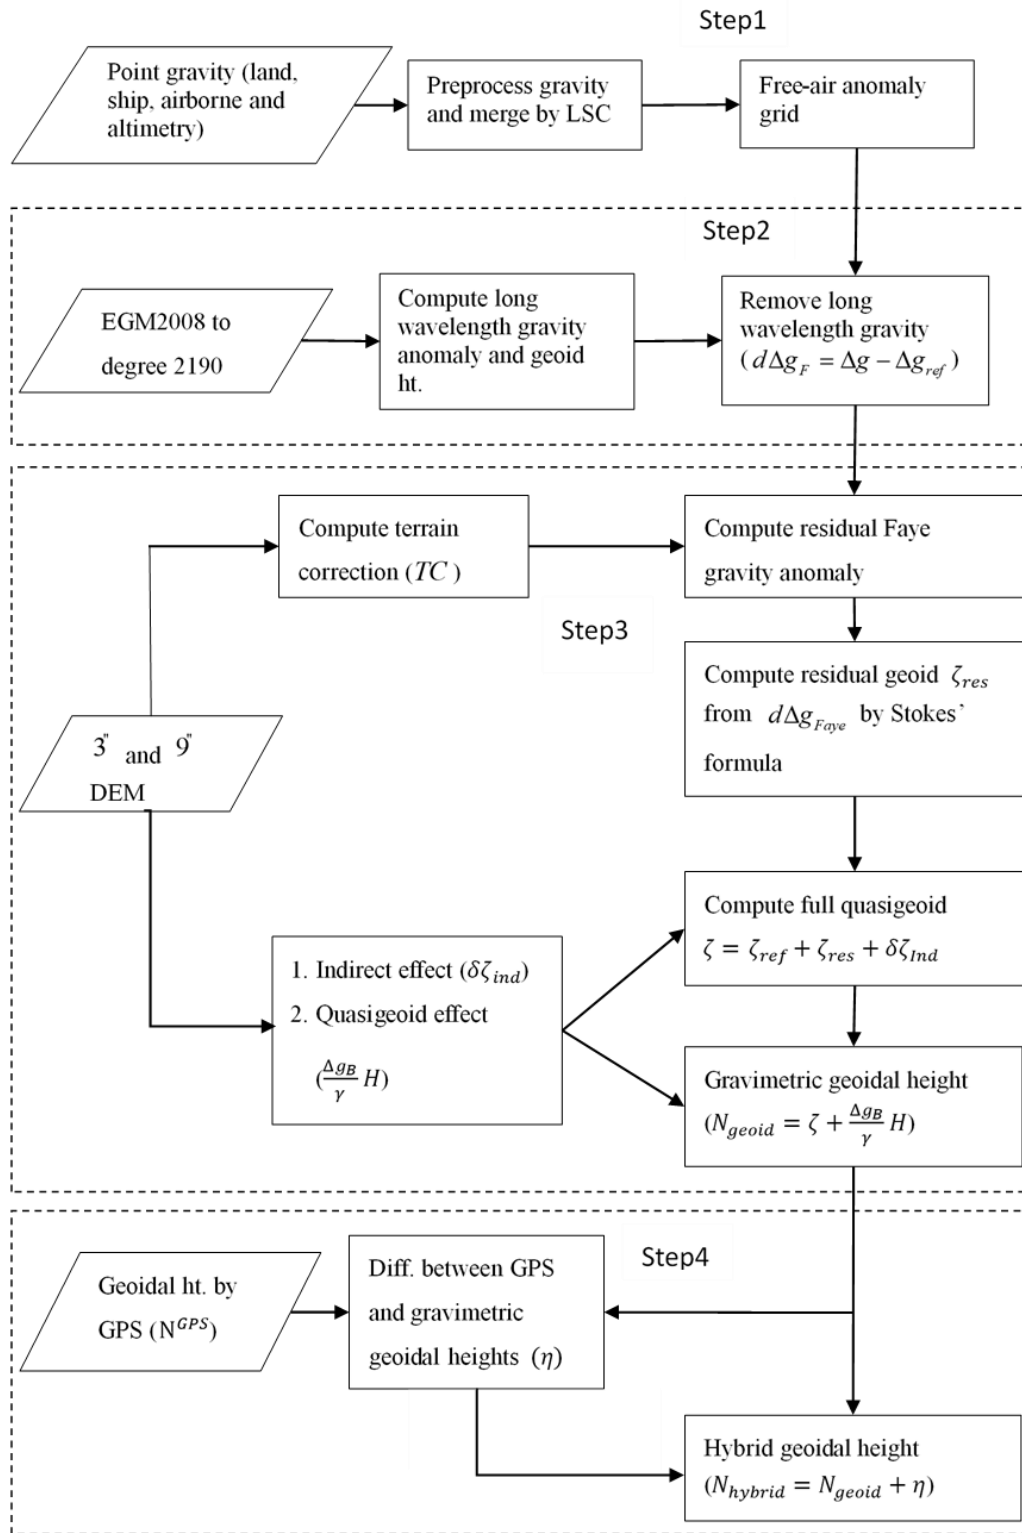 Step1
Point gravity (land,
ship, airborne and
altimetry)
Preprocess gravity
and merge by LSC
Free-air anomaly
grid
Step2
EGM2008 to
degree 2190
Compute long
wavelength gravity
anomaly and geoid
ht.
Remove long
wavelength gravity
(dΔg_F = Δg − Δg_ref)
Compute terrain
correction (TC )
Compute residual Faye
gravity anomaly
Step3
Compute residual geoid ζ_res
from dΔg_Faye by Stokes’
formula
3" and 9"
DEM
Compute full quasigeoid
ζ = ζ_ref + ζ_res + δζ_Ind
1. Indirect effect (δζ_ind)
2. Quasigeoid effect
(Δg_B/γ H)
Gravimetric geoidal height
(N_geoid = ζ + Δg_B/γ H)
Step4
Geoidal ht. by
GPS (N^GPS)
Diff. between GPS
and gravimetric
geoidal heights (η)
Hybrid geoidal height
(N_hybrid = N_geoid + η)